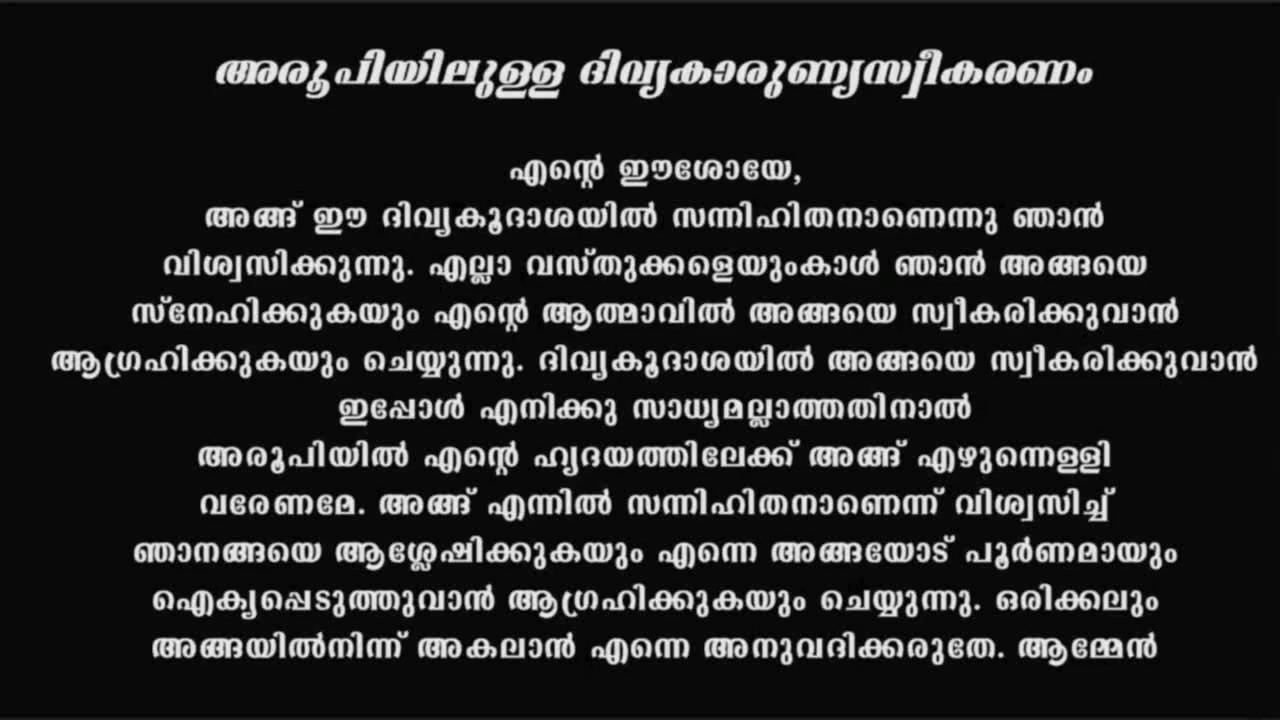 അരൂപിയിലുള്ള ദിവ്യകാരുണ്യസ്വീകരണം
എന്റെ ഈശോയേ,
അങ്ങ് ഈ ദിവ്യകൂദാശയിൽ സന്നിഹിതനാണെന്നു ഞാൻ
വിശ്വസിക്കുന്നു. എല്ലാ വസ്തുക്കളെയുംകാൾ ഞാൻ അങ്ങയെ
സ്നേഹിക്കുകയും എന്റെ ആത്മാവിൽ അങ്ങയെ സ്വീകരിക്കുവാൻ
ആഗ്രഹിക്കുകയും ചെയ്യുന്നു. ദിവ്യകൂദാശയിൽ അങ്ങയെ സ്വീകരിക്കുവാൻ
ഇപ്പോൾ എനിക്കു സാധ്യമല്ലാത്തതിനാൽ
അരൂപിയിൽ എന്റെ ഹൃദയത്തിലേക്ക് അങ്ങ് എഴുന്നെള്ളി
വരേണമേ. അങ്ങ് എന്നിൽ സന്നിഹിതനാണെന്ന് വിശ്വസിച്ച്
ഞാനങ്ങയെ ആശ്ലേഷിക്കുകയും എന്നെ അങ്ങയോട് പൂർണമായും
ഐക്യപ്പെടുത്തുവാൻ ആഗ്രഹിക്കുകയും ചെയ്യുന്നു. ഒരിക്കലും
അങ്ങയിൽനിന്ന് അകലാൻ എന്നെ അനുവദിക്കരുതേ. ആമ്മേൻ